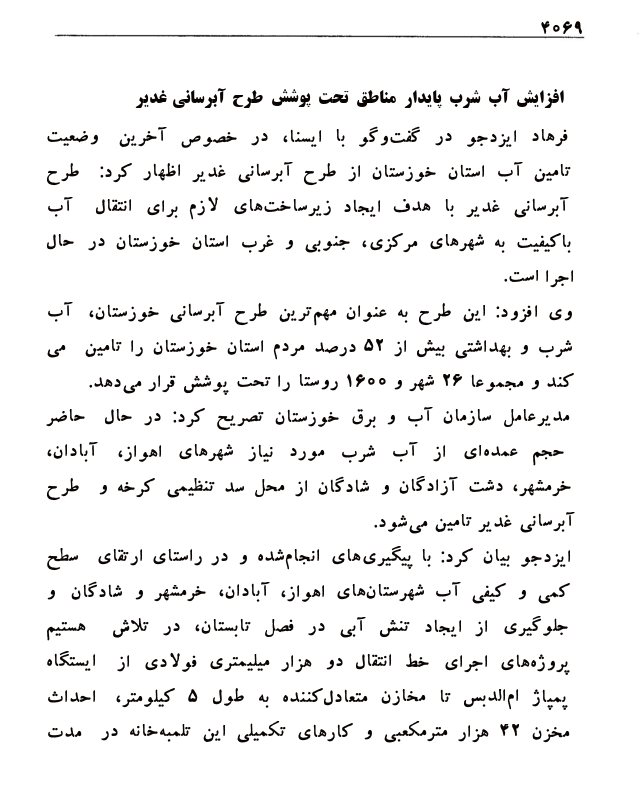 ۴۰۶۹
افزایش آب شرب پایدار مناطق تحت پوشش طرح آبرسانی غدیر
فرهاد ایزدجو در گفت‌وگو با ایسنا، در خصوص آخرین وضعیت
تامین آب استان خوزستان از طرح آبرسانی غدیر اظهار کرد: طرح
آبرسانی غدیر با هدف ایجاد زیرساخت‌های لازم برای انتقال آب
باکیفیت به شهرهای مرکزی، جنوبی و غرب استان خوزستان در حال
اجرا است.
وی افزود: این طرح به عنوان مهم‌ترین طرح آبرسانی خوزستان، آب
شرب و بهداشتی بیش از ۵۲ درصد مردم استان خوزستان را تامین می
کند و مجموعا ۲۶ شهر و ۱۶۰۰ روستا را تحت پوشش قرار می‌دهد.
مدیرعامل سازمان آب و برق خوزستان تصریح کرد: در حال حاضر
حجم عمده‌ای از آب شرب مورد نیاز شهرهای اهواز، آبادان،
خرمشهر، دشت آزادگان و شادگان از محل سد تنظیمی کرخه و طرح
آبرسانی غدیر تامین می‌شود.
ایزدجو بیان کرد: با پیگیری‌های انجام‌شده و در راستای ارتقای سطح
کمی و کیفی آب شهرستان‌های اهواز، آبادان، خرمشهر و شادگان و
جلوگیری از ایجاد تنش آبی در فصل تابستان، در تلاش هستیم
پروژه‌های اجرای خط انتقال دو هزار میلیمتری فولادی از ایستگاه
پمپاژ ام‌الدبس تا مخازن متعادل‌کننده به طول ۵ کیلومتر، احداث
مخزن ۴۲ هزار مترمکعبی و کارهای تکمیلی این تلمبه‌خانه در مدت